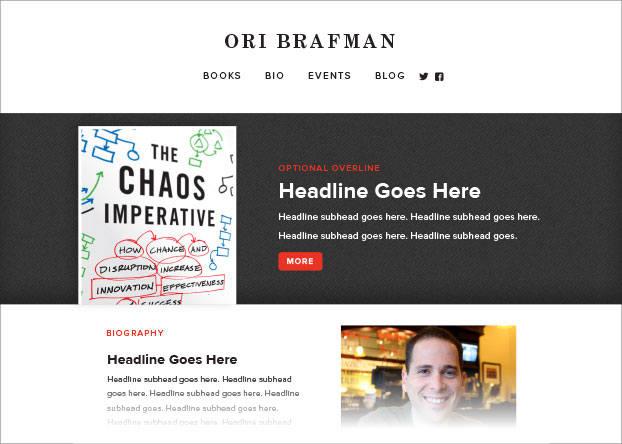 ORI BRAFMAN
BOOKS BIO EVENTS BLOG
THE
CHAOS
IMPERATIVE
HOW CHANCE AND
DISRUPTION INCREASE
INNOVATION EFFECTIVENESS
SUCCESS
OPTIONAL OVERLINE
Headline Goes Here
Headline subhead goes here. Headline subhead goes here.
Headline subhead goes here. Headline subhead goes.
MORE
BIOGRAPHY
Headline Goes Here
Headline subhead goes here. Headline subhead
goes here. Headline subhead goes here. Headline
subhead goes. Headline subhead goes here.
Headline subhead goes here. Headline subhead